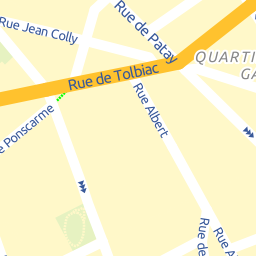 Rue Jean Colly
Rue de Patay
QUARTI
GA
Rue de Tolbiac
Rue Albert
e Ponscarme
Rue de
Rue A